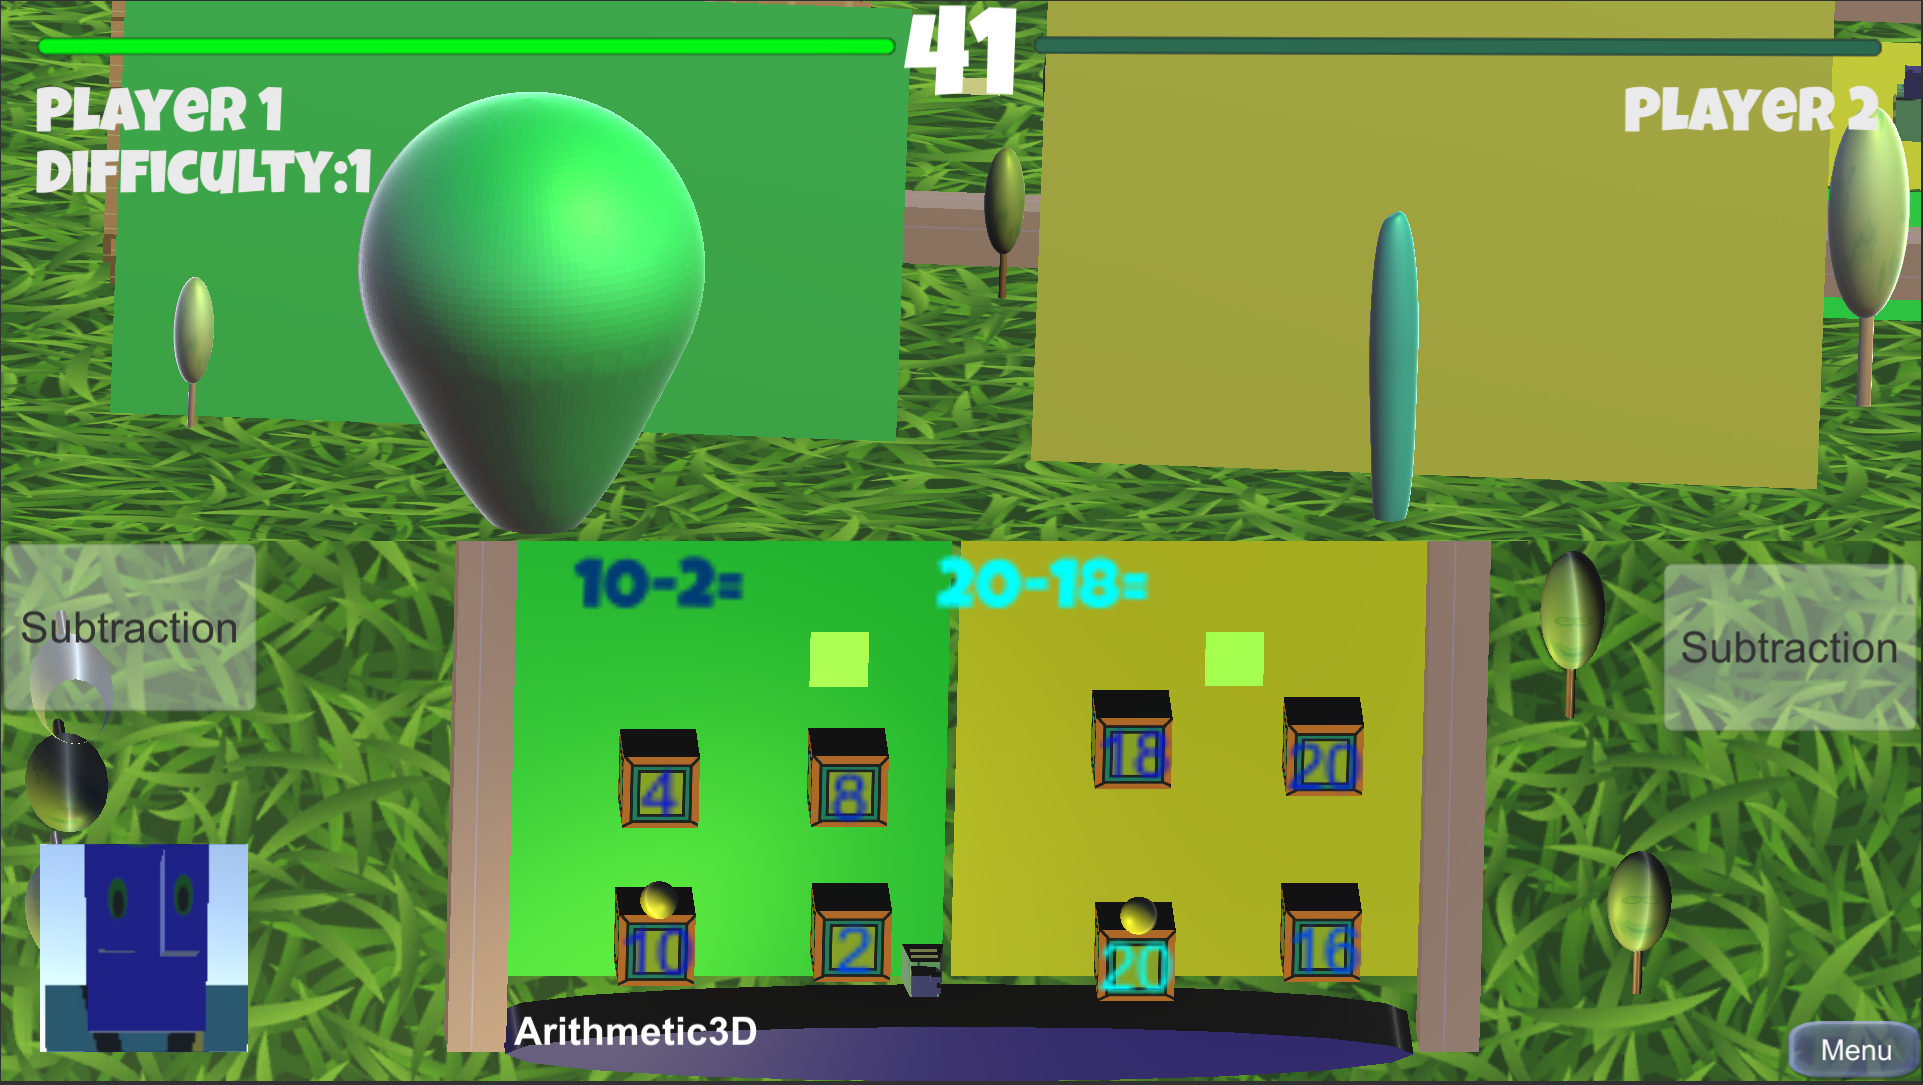 41
PLAYER 1
DIFFICULTY:1
PLAYER 2
10-2=
20-18=
Subtraction
Subtraction
4
8
18
20
10
2
20
16
Arithmetic3D
Menu